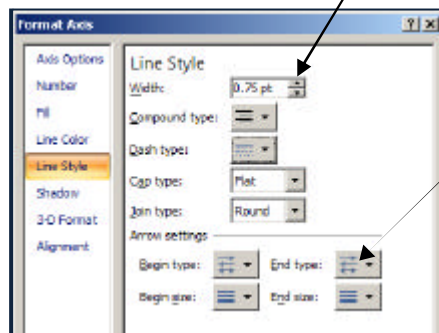 Format Axis
Axis Options
Number
Fill
Line Color
Line Style
Shadow
3-D Format
Alignment
Line Style
Width: 0.75 pt
Compound type:
Dash type:
Cap type: Flat
Join type: Round
Arrow settings
Begin type: End type:
Begin size: End size: